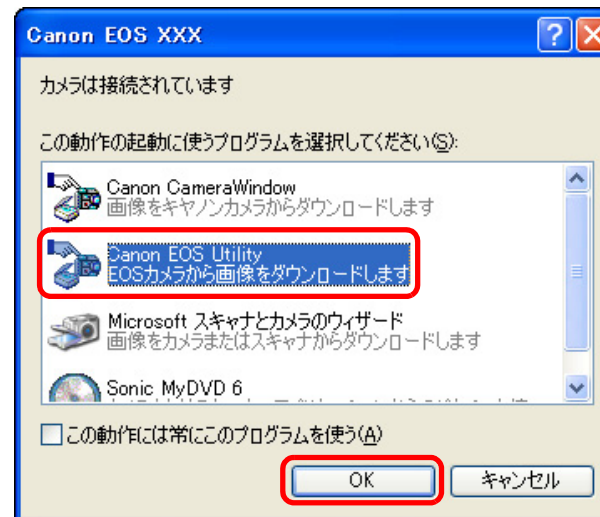 Canon EOS XXX
カメラは接続されています
この動作の起動に使うプログラムを選択してください(S):
Canon CameraWindow
画像をキヤノンカメラからダウンロードします
Canon EOS Utility
EOSカメラから画像をダウンロードします
Microsoft スキャナとカメラのウィザード
画像をカメラまたはスキャナからダウンロードします
Sonic MyDVD 6
この動作には常にこのプログラムを使う(A)
OK
キャンセル